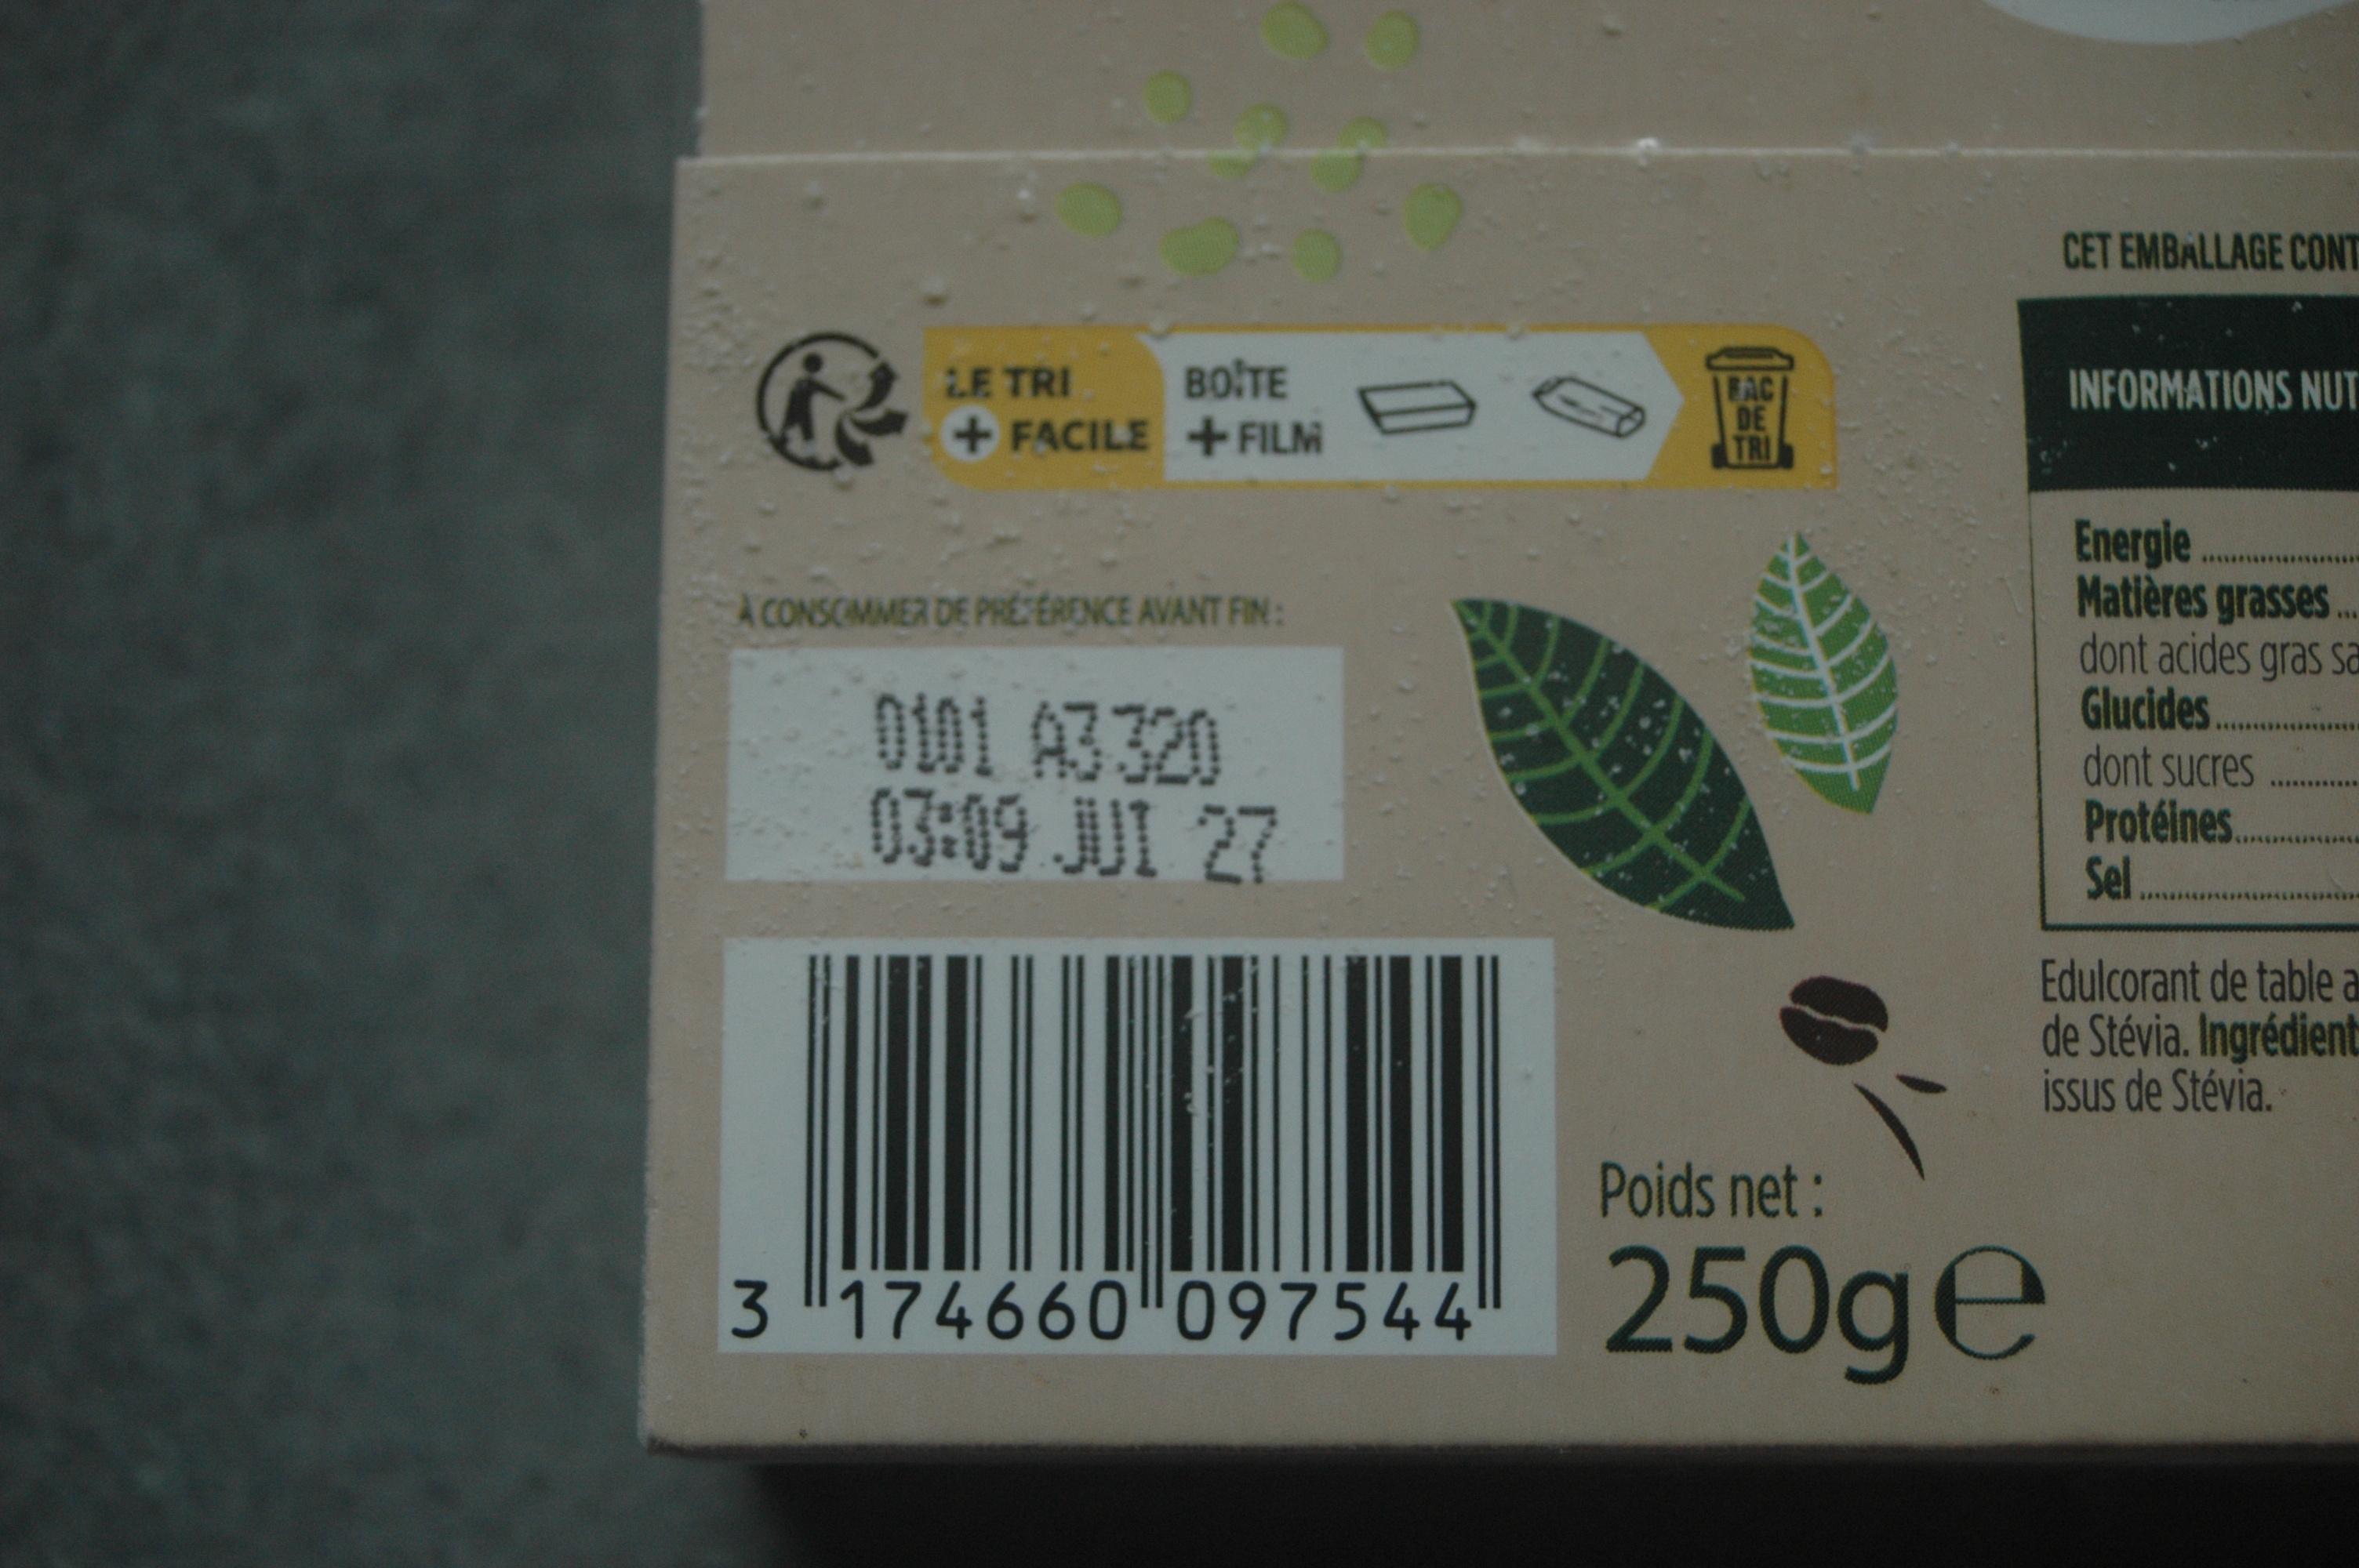 LE TRI
+ FACILE
BOÎTE
+ FILM
BAC
DE
TRI
À CONSOMMER DE PRÉFÉRENCE AVANT FIN :
0101 A3320
03:09 JUI 27
3 174660 097544
Poids net :
250g e
CET EMBALLAGE CONT
INFORMATIONS NUT
Energie
Matières grasses
dont acides gras sa
Glucides
dont sucres
Protéines
Sel
Edulcorant de table a
de Stévia. Ingrédient
issus de Stévia.